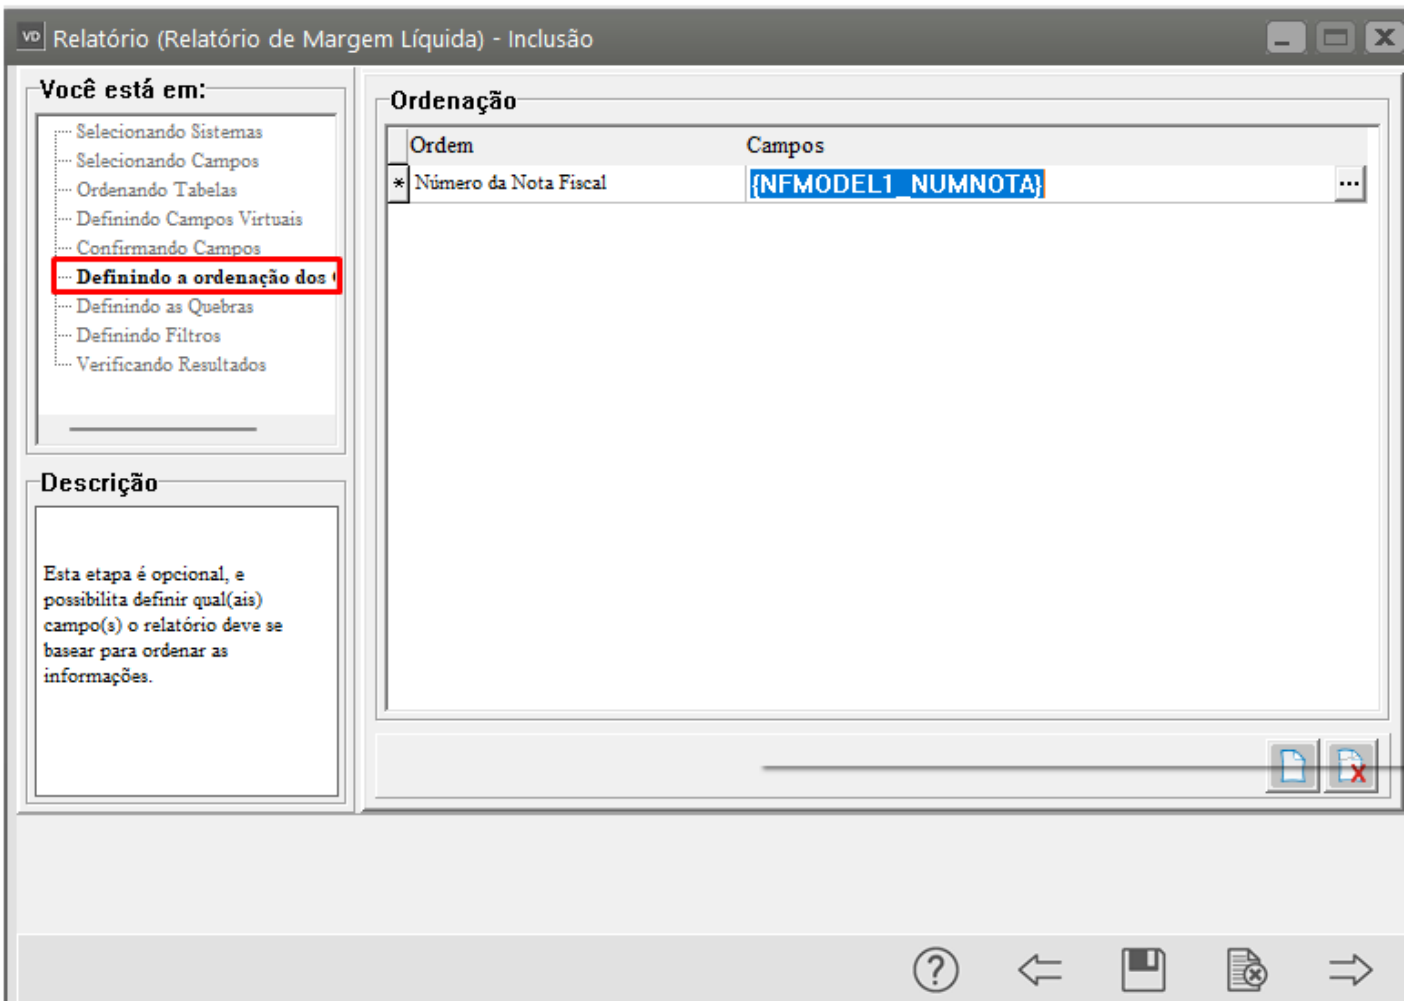 VD Relatório (Relatório de Margem Líquida) - Inclusão
Você está em:
Selecionando Sistemas
Selecionando Campos
Ordenando Tabelas
Definindo Campos Virtuais
Confirmando Campos
Definindo a ordenação dos
Definindo as Quebras
Definindo Filtros
Verificando Resultados
Descrição
Esta etapa é opcional, e
possibilita definir qual(ais)
campo(s) o relatório deve se
basear para ordenar as
informações.
Ordenação
Ordem Campos
* Número da Nota Fiscal {NFMODEL1_NUMNOTA} ...